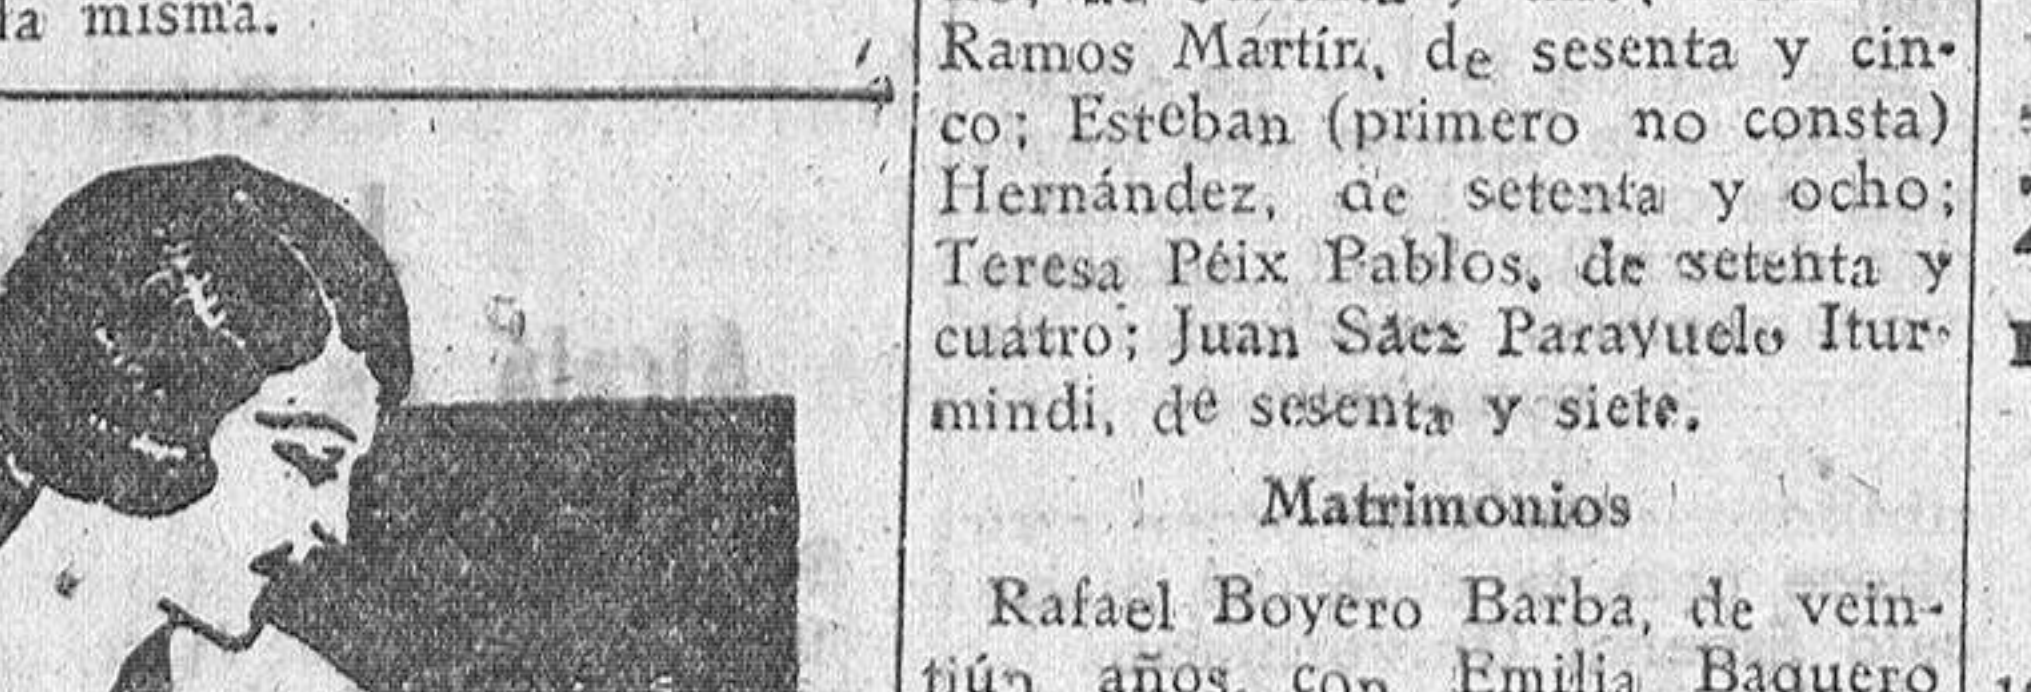 la misma.
Ramos Martín, de sesenta y cin-
co; Esteban (primero no consta)
Hernández, de setenta y ocho;
Teresa Péix Pablos, de setenta y
cuatro; Juan Sáez Parayuelo Itur-
mindi, de sesenta y siete.
Matrimonios
Rafael Boyero Barba, de vein-
tiún años, con Emilia Baquero